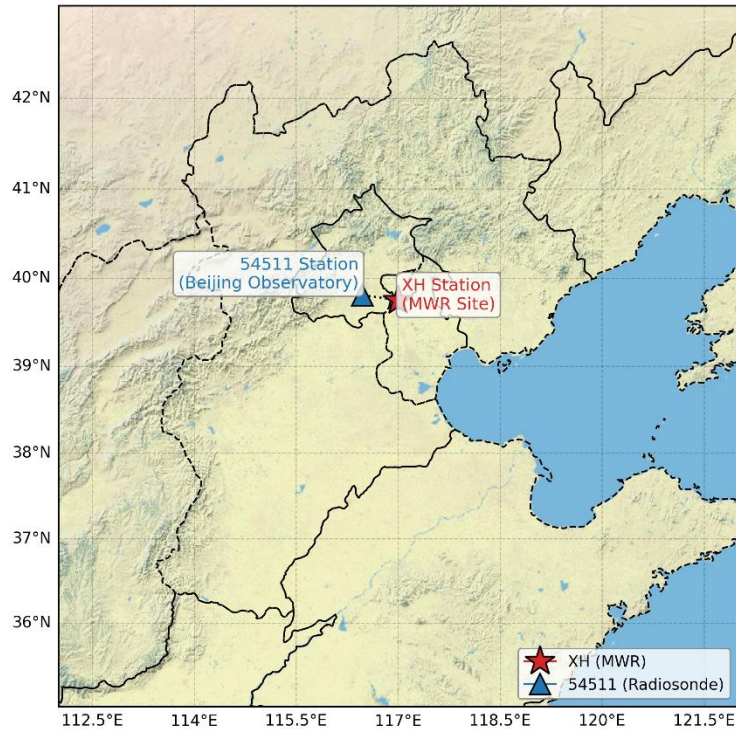 42°N
41°N
40°N
39°N
38°N
37°N
36°N
54511 Station
(Beijing Observatory)
XH Station
(MWR Site)
XH (MWR)
54511 (Radiosonde)
112.5°E
114°E
115.5°E
117°E
118.5°E
120°E
121.5°E